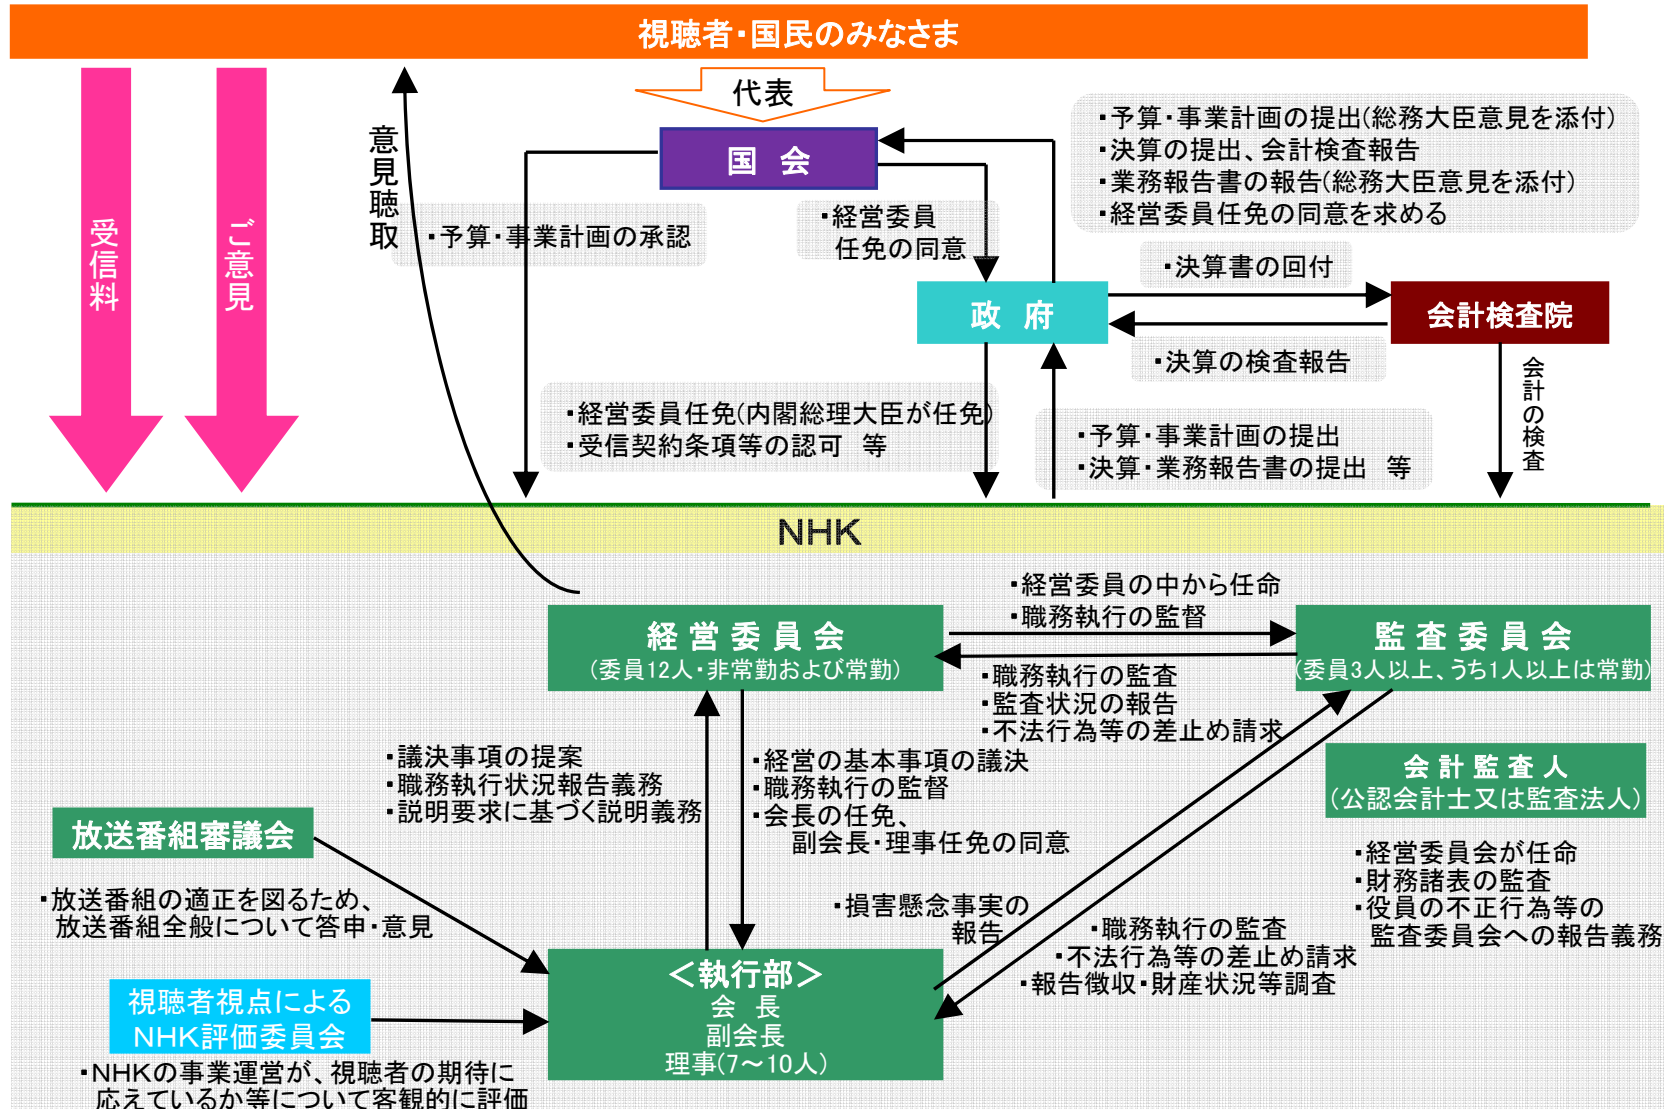 視聴者・国民のみなさま
代表
国 会
受信料
ご意見
意見聴取
・予算・事業計画の承認
・経営委員
任免の同意
・予算・事業計画の提出(総務大臣意見を添付)
・決算の提出、会計検査報告
・業務報告書の報告(総務大臣意見を添付)
・経営委員任免の同意を求める
・決算書の回付
政 府
会計検査院
・決算の検査報告
会計の検査
・経営委員任免(内閣総理大臣が任免)
・受信契約条項等の認可 等
・予算・事業計画の提出
・決算・業務報告書の提出 等
NHK
経 営 委 員 会
(委員12人・非常勤および常勤)
・経営委員の中から任命
・職務執行の監督
監 査 委 員 会
(委員3人以上、うち1人以上は常勤)
・職務執行の監査
・監査状況の報告
・不法行為等の差止め請求
・議決事項の提案
・職務執行状況報告義務
・説明要求に基づく説明義務
・経営の基本事項の議決
・職務執行の監督
・会長の任免、
副会長・理事任免の同意
会 計 監 査 人
(公認会計士又は監査法人)
・経営委員会が任命
・財務諸表の監査
・役員の不正行為等の
監査委員会への報告義務
放送番組審議会
・放送番組の適正を図るため、
放送番組全般について答申・意見
・損害懸念事実の
報告
・職務執行の監査
・不法行為等の差止め請求
・報告徴収・財産状況等調査
＜執行部＞
会 長
副会長
理事(7～10人)
視聴者視点による
NHK評価委員会
・NHKの事業運営が、視聴者の期待に
応えているか等について客観的に評価